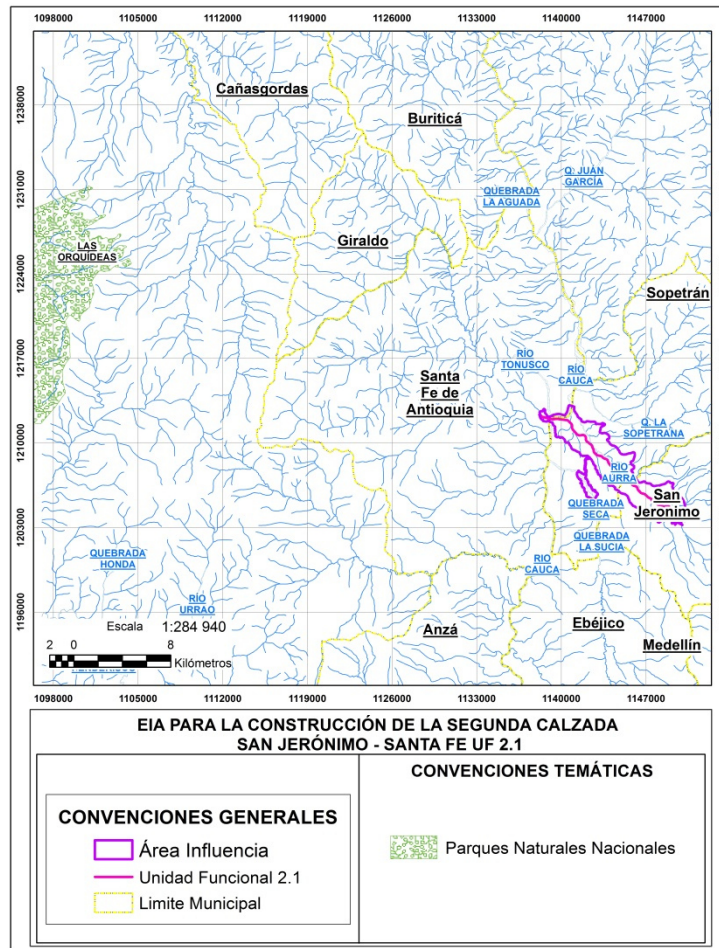 1098000 1105000 1112000 1119000 1126000 1133000 1140000 1147000
1238000
1231000
1224000
1217000
1210000
1203000
1196000
Cañasgordas
Buriticá
Q. JUAN
GARCÍA
QUEBRADA
LA AGUADA
LAS
ORQUÍDEAS
Giraldo
Sopetrán
RÍO
TONUSCO
RÍO
CAUCA
Santa
Fe de
Antioquia
Q. LA
SOPETRANA
RÍO
AURRA
San
Jeronimo
QUEBRADA
SECA
QUEBRADA
LA SUCIA
QUEBRADA
HONDA
RIO
CAUCA
RÍO
URRAO
Escala 1:284 940
2 0 8
Kilómetros
Anzá
Ebéjico
Medellín
1098000 1105000 1112000 1119000 1126000 1133000 1140000 1147000
EIA PARA LA CONSTRUCCIÓN DE LA SEGUNDA CALZADA
SAN JERÓNIMO - SANTA FE UF 2.1
CONVENCIONES GENERALES
Área Influencia
Unidad Funcional 2.1
Limite Municipal
CONVENCIONES TEMÁTICAS
Parques Naturales Nacionales